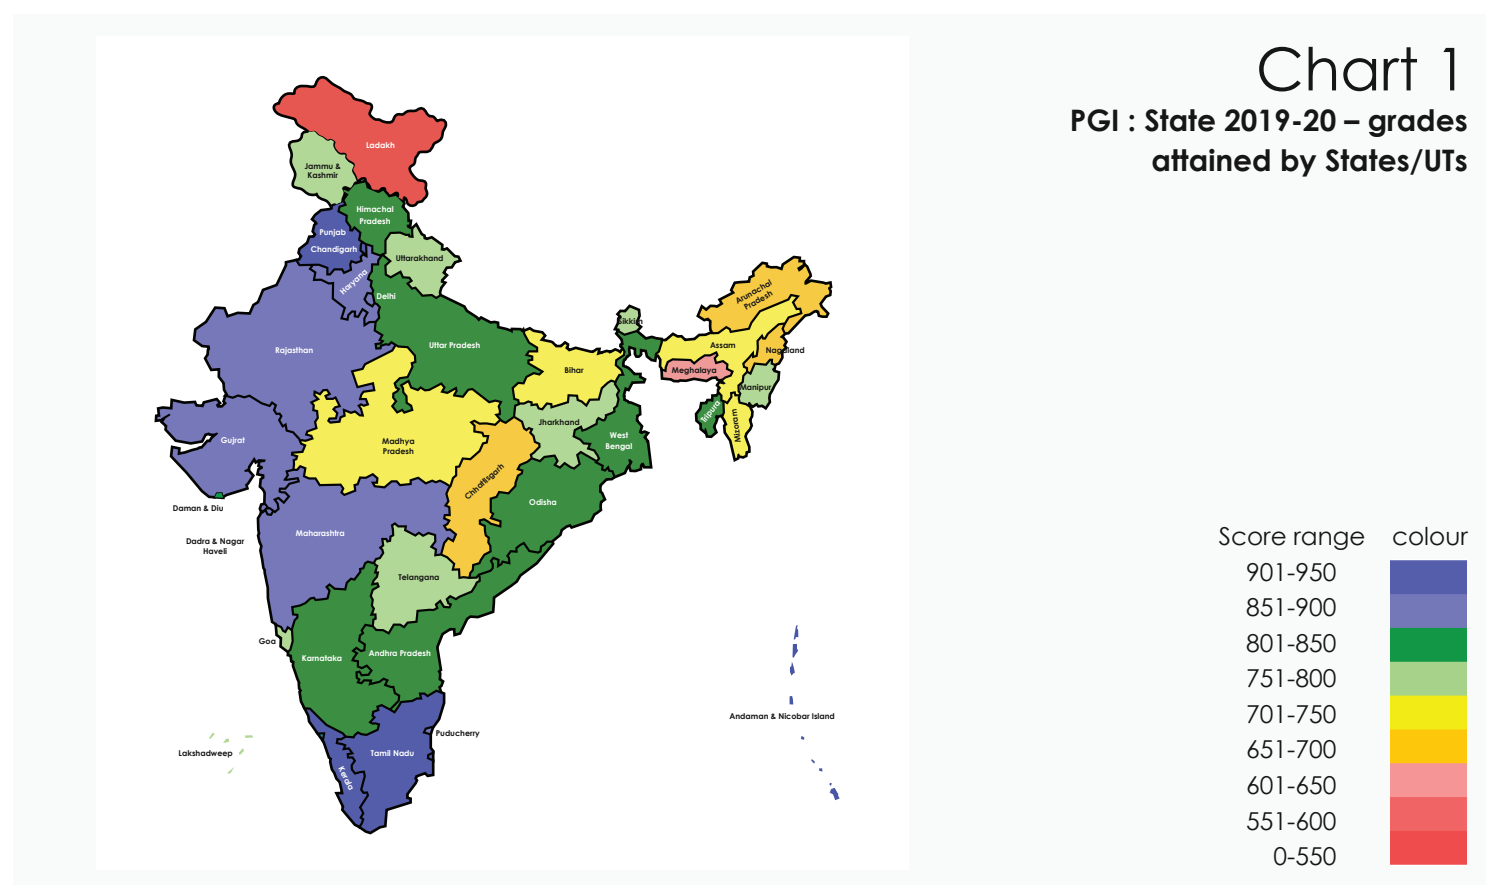 Chart 1
PGI : State 2019-20 – grades
attained by States/UTs
Ladakh
Jammu &
Kashmir
Himachal
Pradesh
Punjab
Chandigarh
Uttarakhand
Haryana
Delhi
Rajasthan
Uttar Pradesh
Sikkim
Arunachal
Pradesh
Assam
Nagaland
Bihar
Meghalaya
Manipur
Tripura
Mizoram
Jharkhand
West
Bengal
Gujrat
Madhya
Pradesh
Chhattisgarh
Odisha
Daman & Diu
Dadra & Nagar
Haveli
Maharashtra
Telangana
Goa
Karnataka
Andhra Pradesh
Puducherry
Lakshadweep
Tamil Nadu
Kerala
Andaman & Nicobar Island
Score range colour
901-950
851-900
801-850
751-800
701-750
651-700
601-650
551-600
0-550